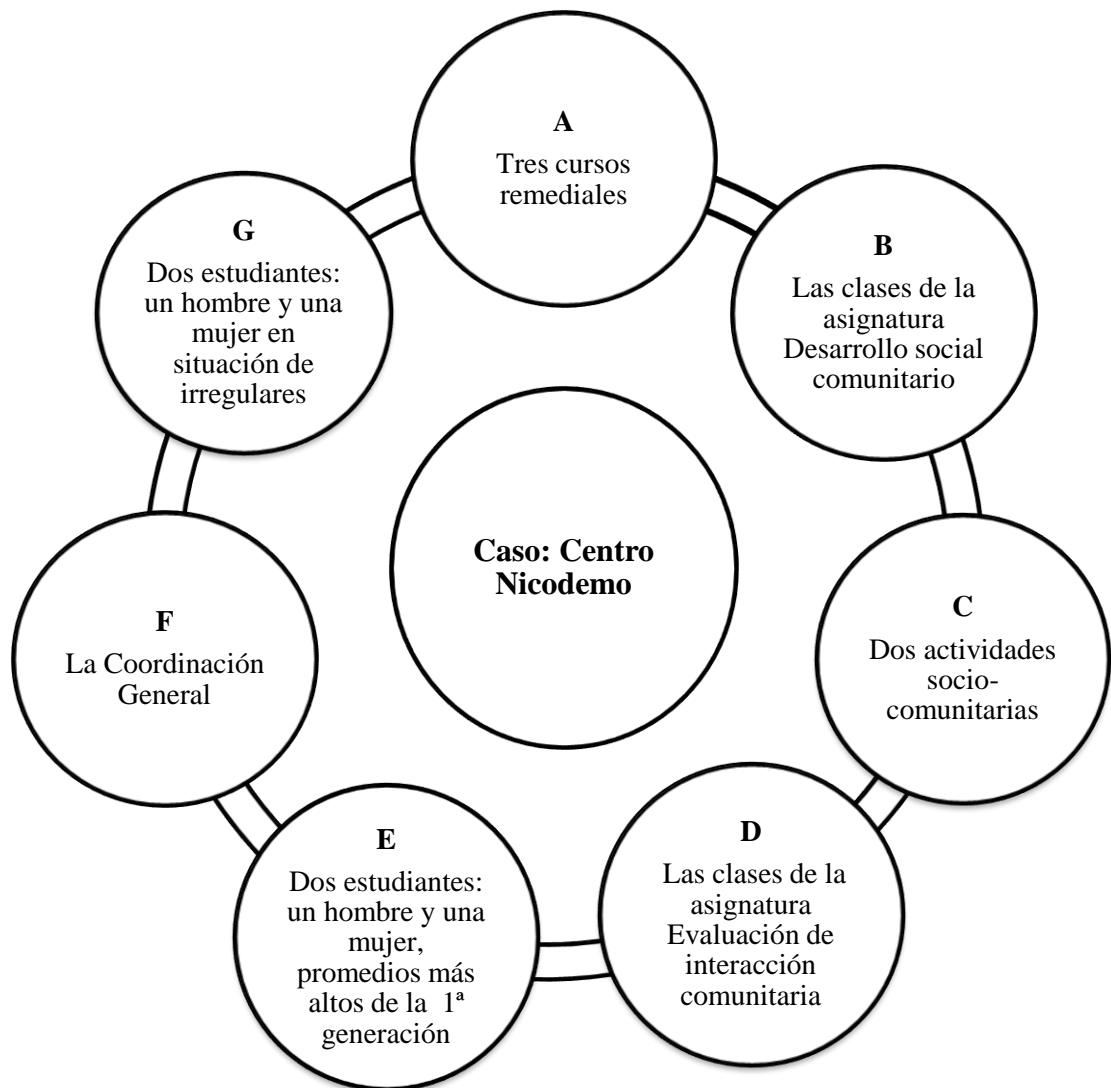 A
Tres cursos
remediales
B
Las clases de la
asignatura
Desarrollo social
comunitario
C
Dos actividades
socio-
comunitarias
D
Las clases de la
asignatura
Evaluación de
interacción
comunitaria
E
Dos estudiantes:
un hombre y una
mujer,
promedios más
altos de la 1ª
generación
F
La Coordinación
General
G
Dos estudiantes:
un hombre y una
mujer en
situación de
irregulares
Caso: Centro
Nicodemo